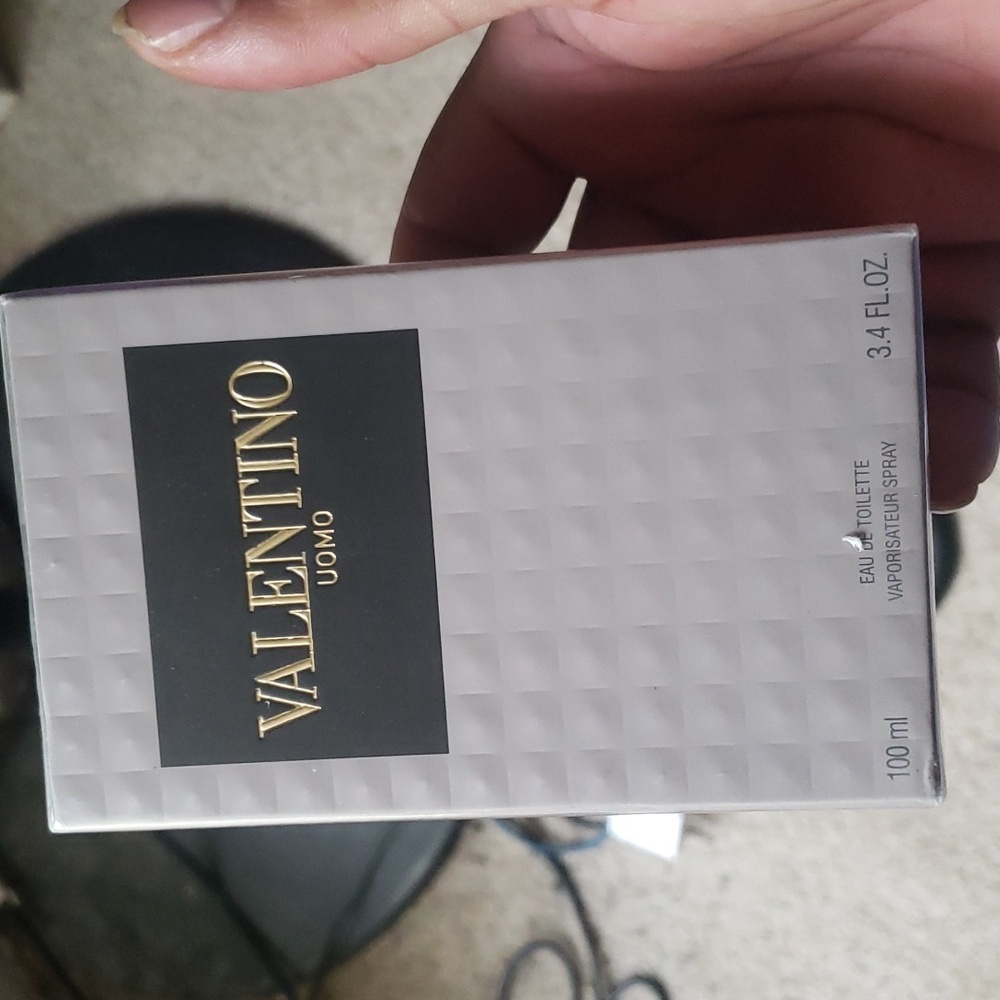 VALENTINO
UOMO
100 ml
EAU DE TOILETTE
VAPORISATEUR SPRAY
3.4 FL.OZ.